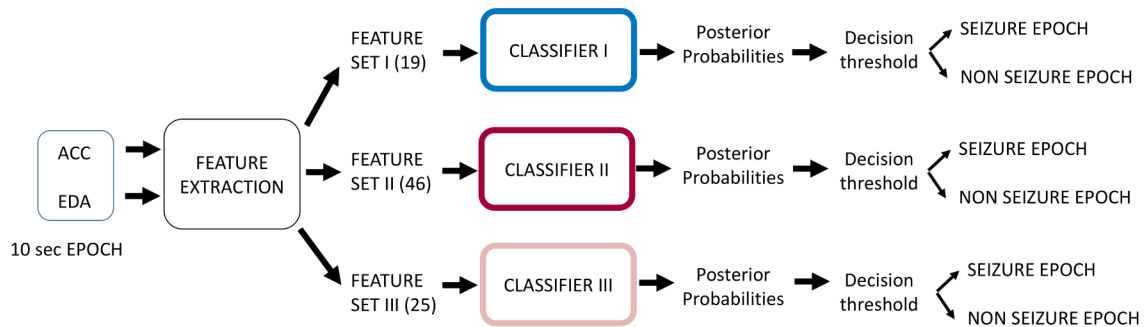 ACC
EDA
10 sec EPOCH
FEATURE
EXTRACTION
FEATURE
SET I (19)
CLASSIFIER I
Posterior
Probabilities
Decision
threshold
SEIZURE EPOCH
NON SEIZURE EPOCH
FEATURE
SET II (46)
CLASSIFIER II
Posterior
Probabilities
Decision
threshold
SEIZURE EPOCH
NON SEIZURE EPOCH
FEATURE
SET III (25)
CLASSIFIER III
Posterior
Probabilities
Decision
threshold
SEIZURE EPOCH
NON SEIZURE EPOCH